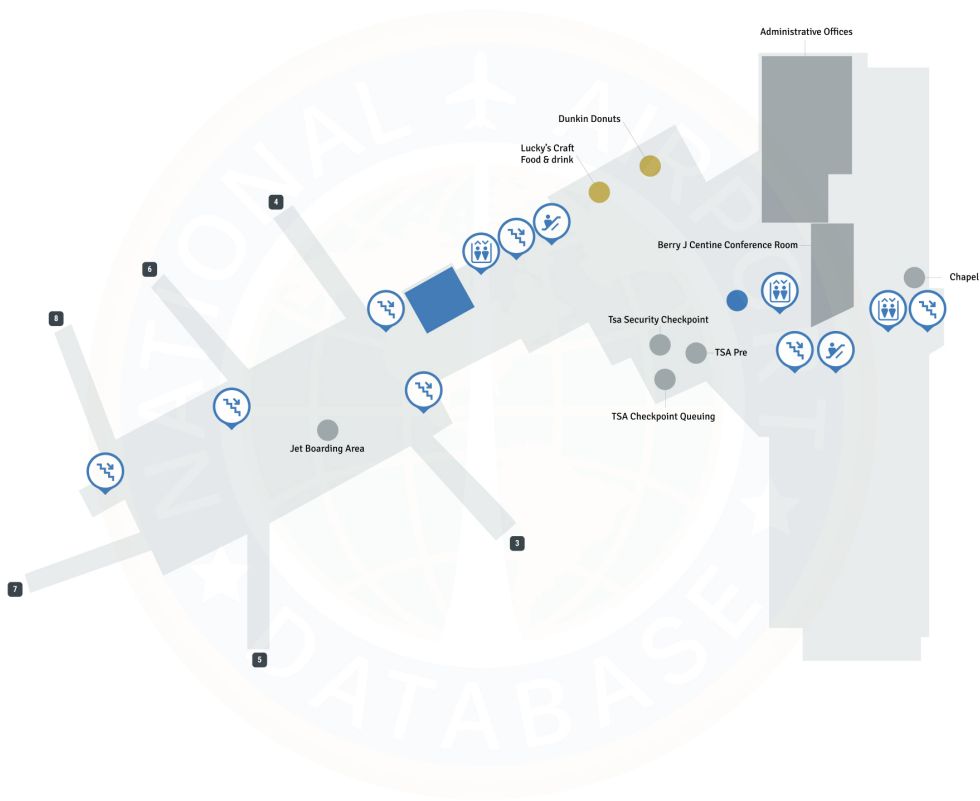 Administrative Offices
Dunkin Donuts
Lucky's Craft
Food & drink
4
Berry J Centine Conference Room
6
Chapel
8
Tsa Security Checkpoint
TSA Pre
TSA Checkpoint Queuing
Jet Boarding Area
3
7
5
NATIONAL AIRPORT
DATABASE